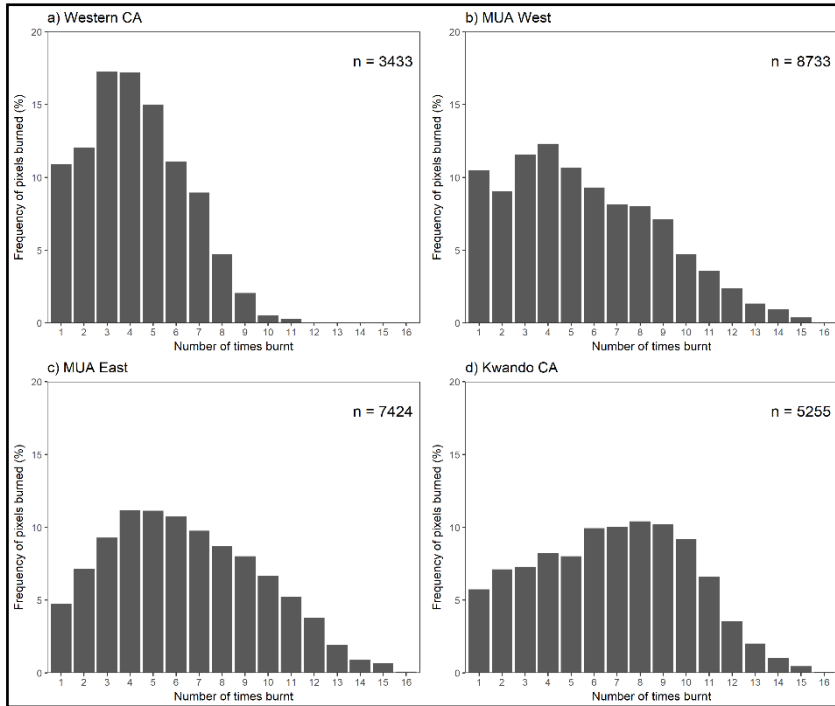 a) Western CA
n = 3433
Frequency of pixels burned (%)
20
15
10
5
0
1 2 3 4 5 6 7 8 9 10 11 12 13 14 15 16
Number of times burnt
b) MUA West
n = 8733
Frequency of pixels burned (%)
20
15
10
5
0
1 2 3 4 5 6 7 8 9 10 11 12 13 14 15 16
Number of times burnt
c) MUA East
n = 7424
Frequency of pixels burned (%)
20
15
10
5
0
1 2 3 4 5 6 7 8 9 10 11 12 13 14 15 16
Number of times burnt
d) Kwando CA
n = 5255
Frequency of pixels burned (%)
20
15
10
5
0
1 2 3 4 5 6 7 8 9 10 11 12 13 14 15 16
Number of times burnt